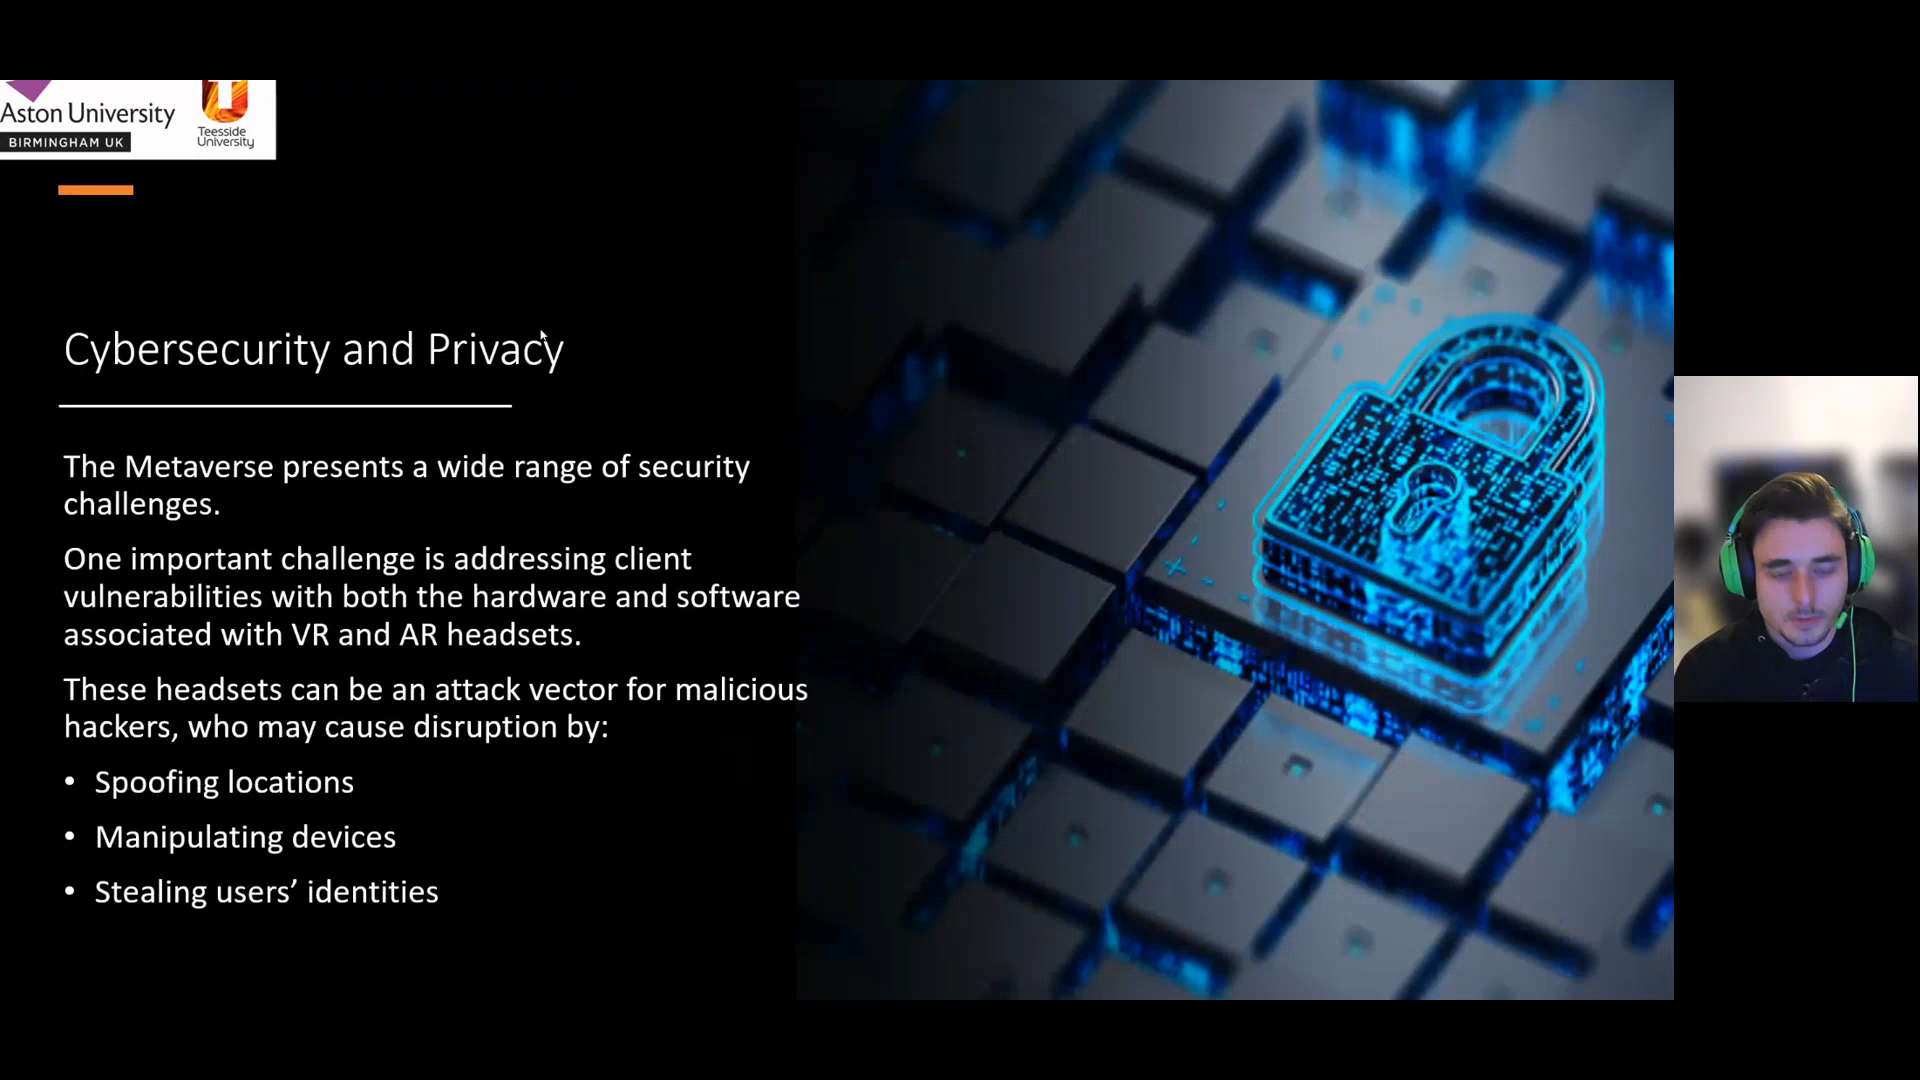 Aston University
BIRMINGHAM UK
Teesside
University
Cybersecurity and Privacy
The Metaverse presents a wide range of security
challenges.
One important challenge is addressing client
vulnerabilities with both the hardware and software
associated with VR and AR headsets.
These headsets can be an attack vector for malicious
hackers, who may cause disruption by:
• Spoofing locations
• Manipulating devices
• Stealing users’ identities